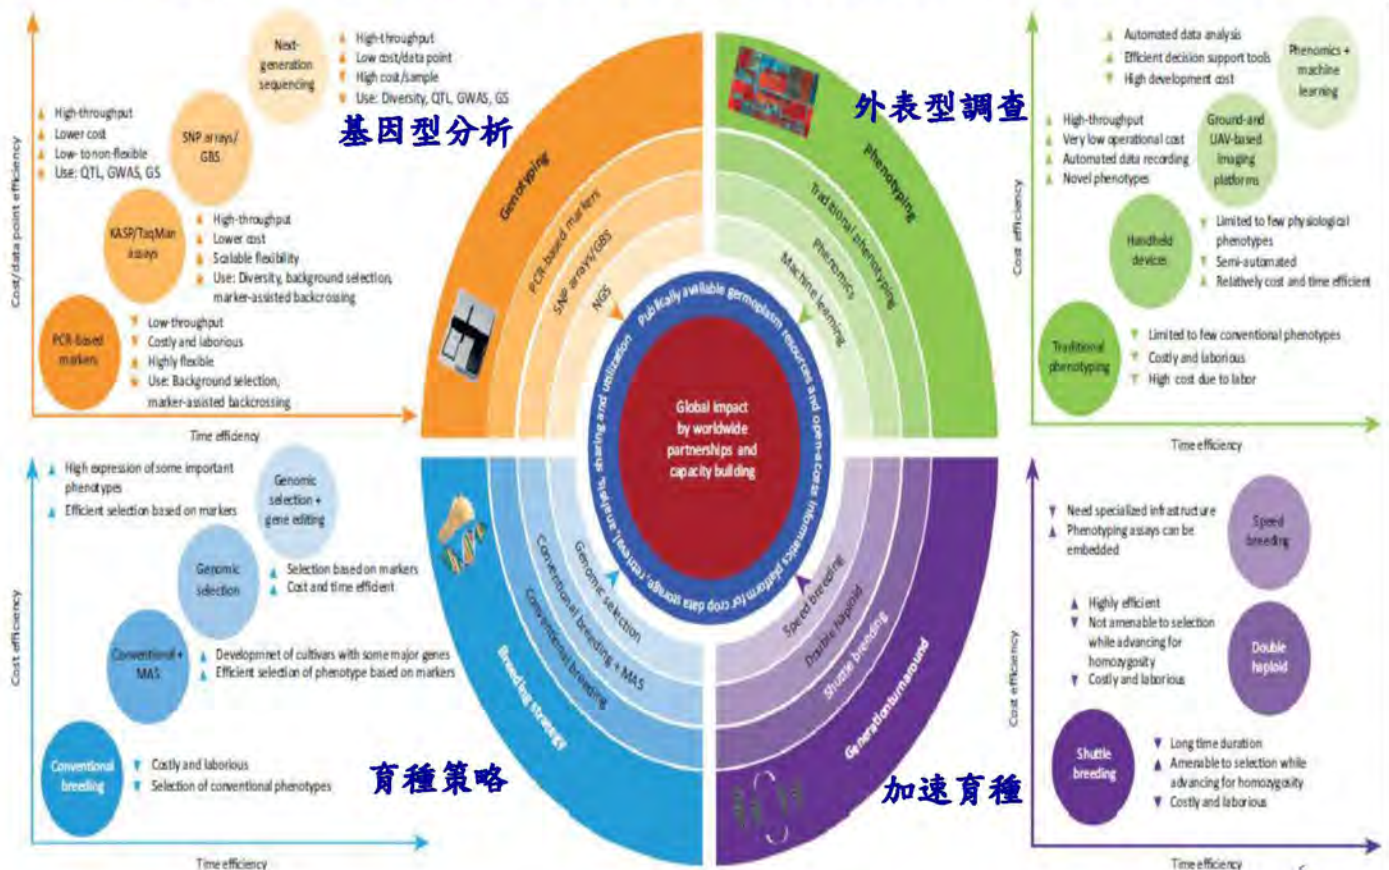 Cost/data point efficiency
Time efficiency
Next-
generation
sequencing
High-throughput
Low cost/data point
High cost/sample
Use: Diversity, QTL, GWAS, GS
基因型分析
SNP arrays/
GBS
High-throughput
Lower cost
Low- to non-flexible
Use: QTL, GWAS, GS
KASP/TaqMan
assays
High-throughput
Lower cost
Scalable flexibility
Use: Diversity, background selection,
marker-assisted backcrossing
PCR-Based
markers
Low-throughput
Costly and laborious
Highly flexible
Use: Background selection,
marker-assisted backcrossing
Genotyping
PCR-based markers
SNP arrays/GBS
NGS
phenotyping
Traditional phenotyping
Phenomics
Machine learning
外表型調查
Automated data analysis
Efficient decision support tools
High development cost
Phenomics +
machine
learning
High-throughput
Very low operational cost
Automated data recording
Novel phenotypes
Ground-and
UAV-based
imaging
platforms
Handheld
devices
Limited to few physiological
phenotypes
Semi-automated
Relatively cost and time efficient
Traditional
phenotyping
Limited to few conventional phenotypes
Costly and laborious
High cost due to labor
Cost efficiency
Time efficiency
Publically available germplasm resources and open-access informatics platform for crop data storage, retrieval, analysis, sharing and utilization
Global impact
by worldwide
partnerships and
capacity building
Cost efficiency
Time efficiency
High expression of some important
phenotypes
Efficient selection based on markers
Genomic
selection +
gene editing
Genomic
selection
Selection based on markers
Cost and time efficient
Conventional +
MAS
Developmnet of cultivars with some major genes
Efficient selection of phenotype based on markers
Conventional
breeding
Costly and laborious
Selection of conventional phenotypes
育種策略
Breeding strategy
Conventional breeding
Conventional breeding + MAS
Genomic selection
Speed breeding
Double haploid
Shuttle breeding
Generation turnaround
加速育種
Need specialized infrastructure
Phenotyping assays can be
embedded
Speed
breeding
Highly efficient
Not amenable to selection
while advancing for
homozygosity
Costly and laborious
Double
haploid
Shuttle
breeding
Long time duration
Amenable to selection while
advancing for homozygosity
Costly and laborious
Cost efficiency
Time efficiency